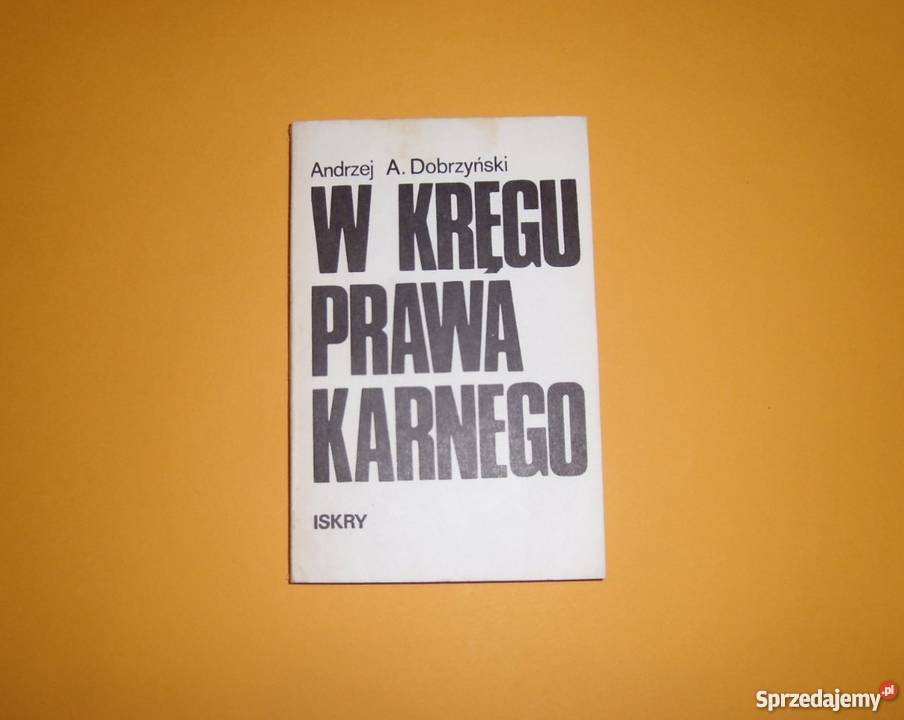 Andrzej A. Dobrzyński
W KRĘGU
PRAWA
KARNEGO
ISKRY
Sprzedajemy.pl